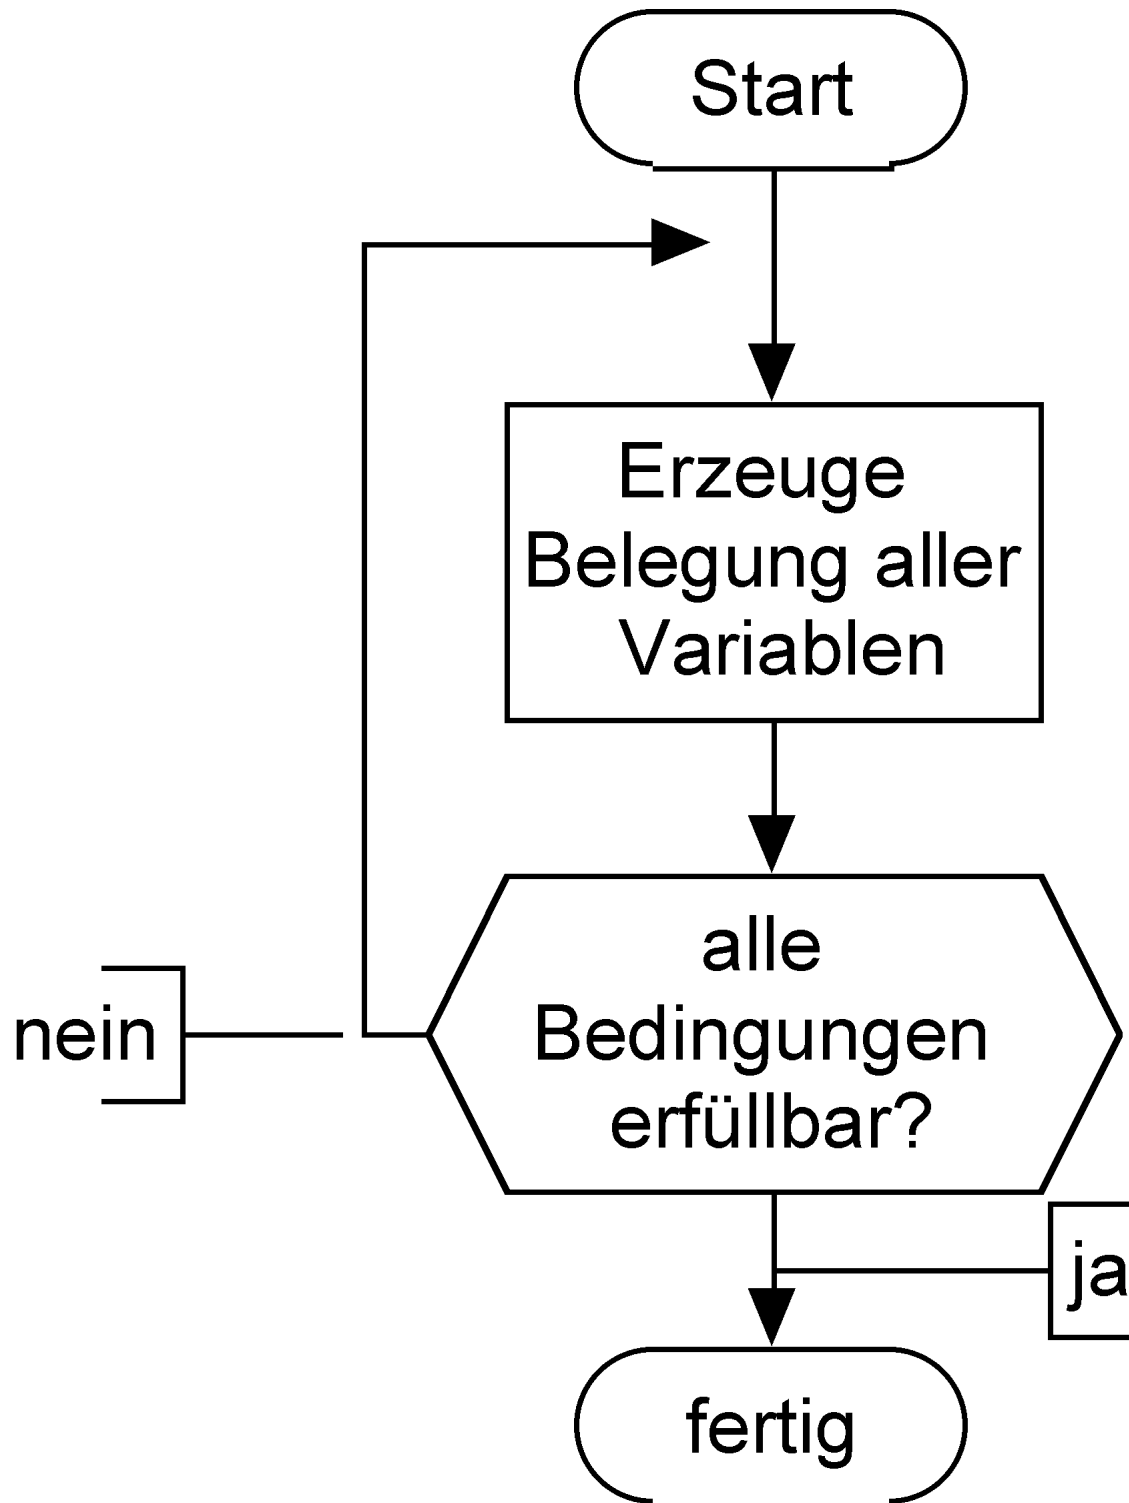 Start
Erzeuge
Belegung aller
Variablen
alle
Bedingungen
erfüllbar?
nein
ja
fertig